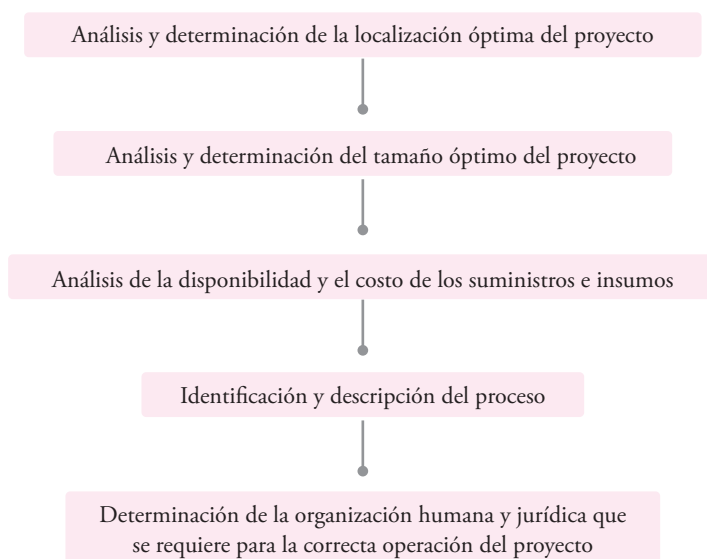 Análisis y determinación de la localización óptima del proyecto
Análisis y determinación del tamaño óptimo del proyecto
Análisis de la disponibilidad y el costo de los suministros e insumos
Identificación y descripción del proceso
Determinación de la organización humana y jurídica que
se requiere para la correcta operación del proyecto